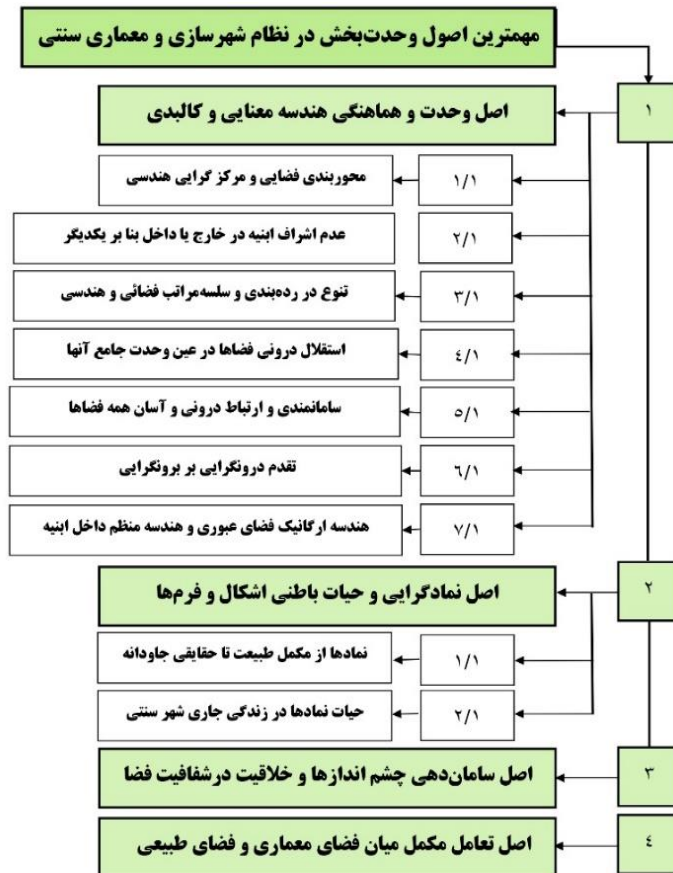 مهمترین اصول وحدت‌بخش در نظام شهرسازی و معماری سنتی
۱ اصل وحدت و هماهنگی هندسه معنایی و کالبدی
۱/۱ محوربندی فضایی و مرکز گرایی هندسی
۲/۱ عدم اشراف ابنیه در خارج یا داخل بنا بر یکدیگر
۳/۱ تنوع در رده‌بندی و سلسه‌مراتب فضائی و هندسی
٤/۱ استقلال درونی فضاها در عین وحدت جامع آنها
٥/۱ سامانمندی و ارتباط درونی و آسان همه فضاها
٦/۱ تقدم درونگرایی بر برونگرایی
۷/۱ هندسه ارگانیک فضای عبوری و هندسه منظم داخل ابنیه
۲ اصل نمادگرایی و حیات باطنی اشکال و فرم‌ها
۱/۱ نمادها از مکمل طبیعت تا حقایقی جاودانه
۲/۱ حیات نمادها در زندگی جاری شهر سنتی
۳ اصل سامان‌دهی چشم اندازها و خلاقیت درشفافیت فضا
٤ اصل تعامل مکمل میان فضای معماری و فضای طبیعی